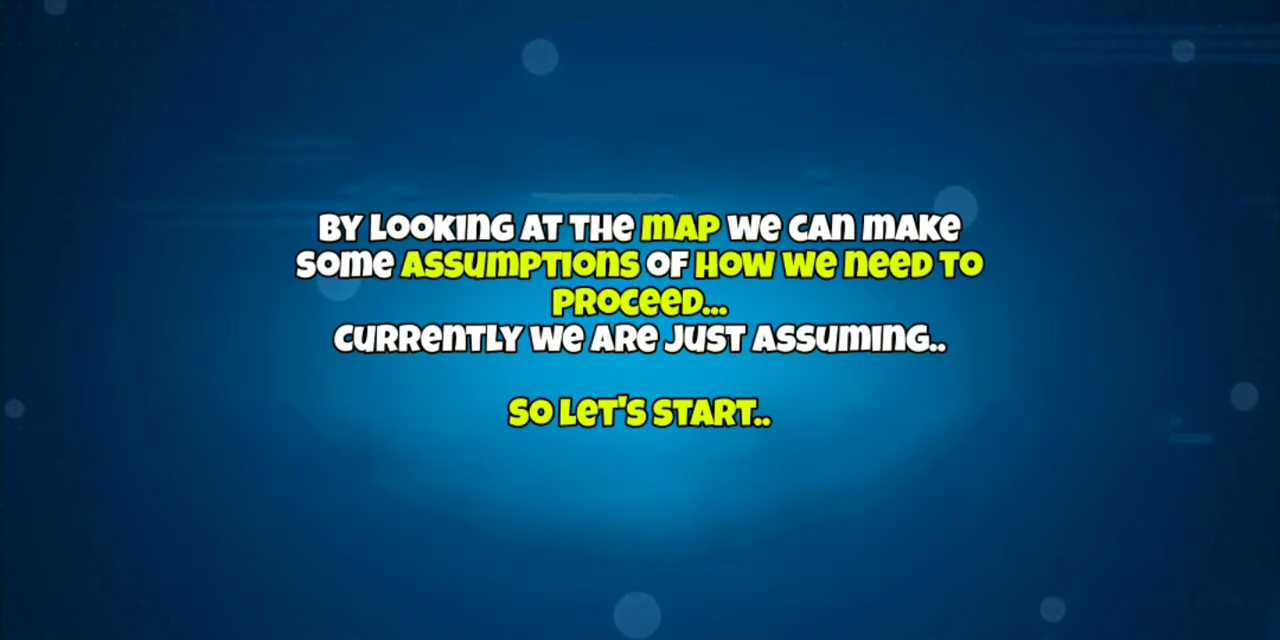 By looking at the map we can make
some assumptions of how we need to
proceed...
Currently we are just assuming..
So let's start..